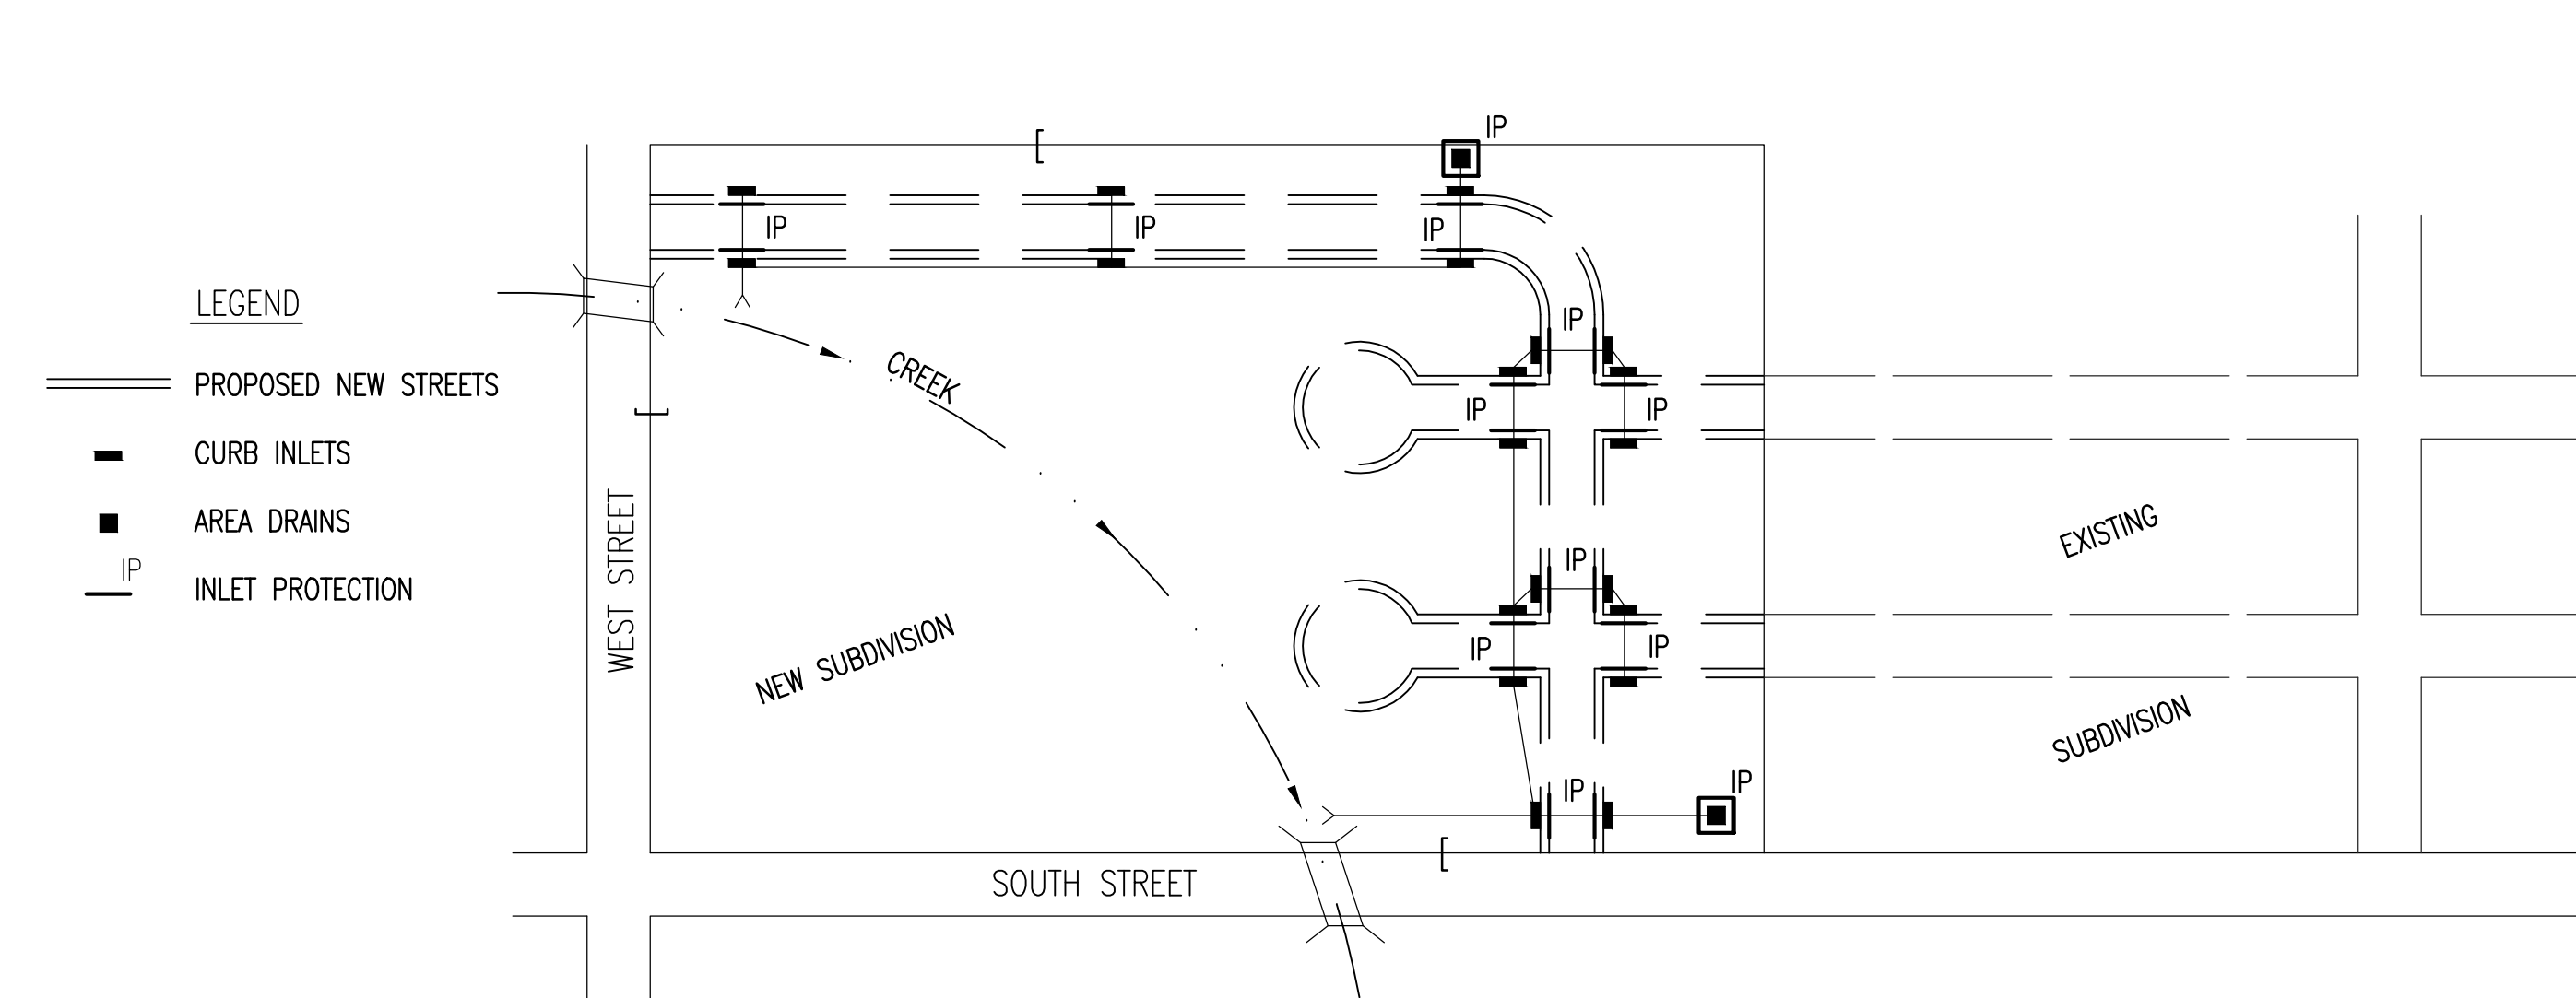 LEGEND
PROPOSED NEW STREETS
CURB INLETS
AREA DRAINS
IP
INLET PROTECTION
IP
IP
IP
IP
IP
IP
IP
IP
IP
IP
IP
IP
IP
CREEK
WEST STREET
NEW SUBDIVISION
EXISTING
SUBDIVISION
SOUTH STREET